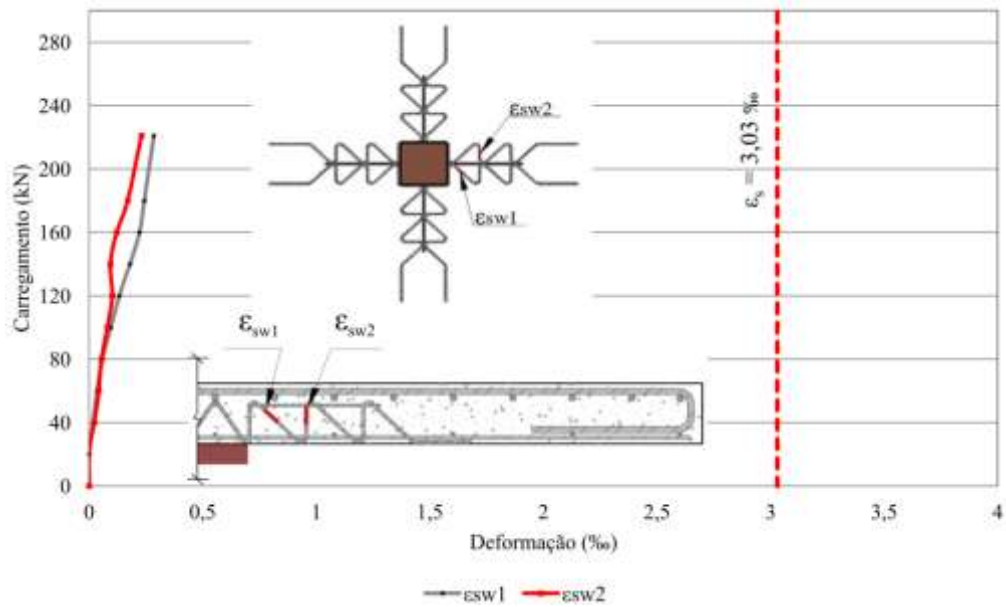 Carregamento (kN)
280
240
200
160
120
80
40
0
εsw2
εsw1
εs = 3,03 ‰
εsw1
εsw2
0
0,5
1
1,5
2
2,5
3
3,5
4
Deformação (‰)
εsw1
εsw2